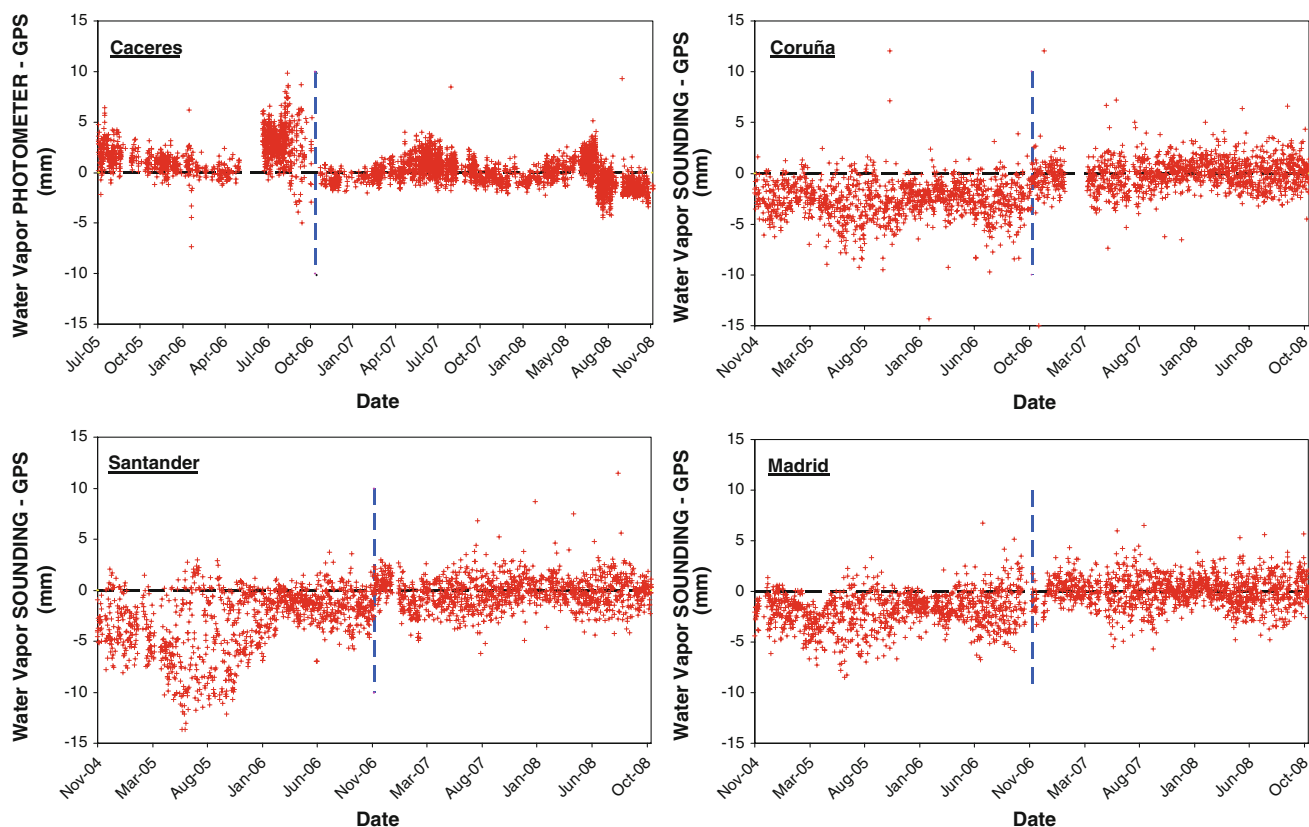 Water Vapor PHOTOMETER - GPS
(mm)
15
10
5
0
-5
-10
-15
Caceres
Jul-05
Oct-05
Jan-06
Apr-06
Jul-06
Oct-06
Jan-07
Apr-07
Jul-07
Oct-07
Jan-08
May-08
Aug-08
Nov-08
Date
Water Vapor SOUNDING - GPS
(mm)
15
10
5
0
-5
-10
-15
Coruña
Nov-04
Mar-05
Aug-05
Jan-06
Jun-06
Oct-06
Mar-07
Aug-07
Jan-08
Jun-08
Oct-08
Date
Water Vapor SOUNDING - GPS
(mm)
15
10
5
0
-5
-10
-15
Santander
Nov-04
Mar-05
Aug-05
Jan-06
Jun-06
Nov-06
Mar-07
Aug-07
Jan-08
Jun-08
Oct-08
Date
Water Vapor SOUNDING - GPS
(mm)
15
10
5
0
-5
-10
-15
Madrid
Nov-04
Mar-05
Aug-05
Jan-06
Jun-06
Nov-06
Mar-07
Aug-07
Jan-08
Jun-08
Oct-08
Date